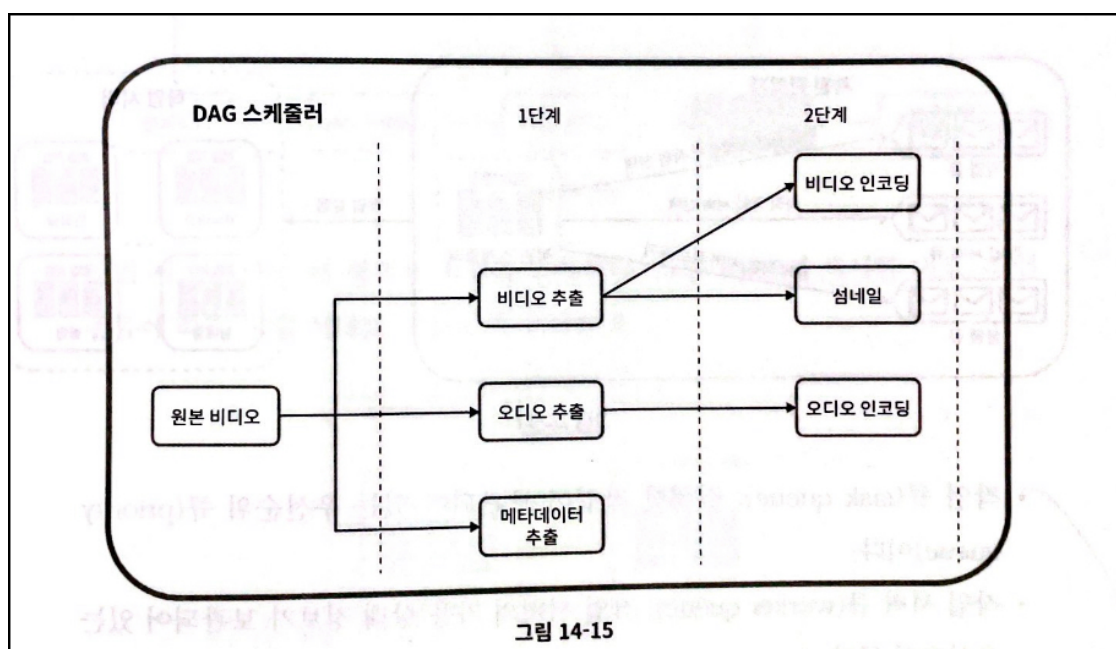 DAG 스케줄러
1단계
2단계
비디오 인코딩
비디오 추출
섬네일
원본 비디오
오디오 추출
오디오 인코딩
메타데이터
추출
그림 14-15